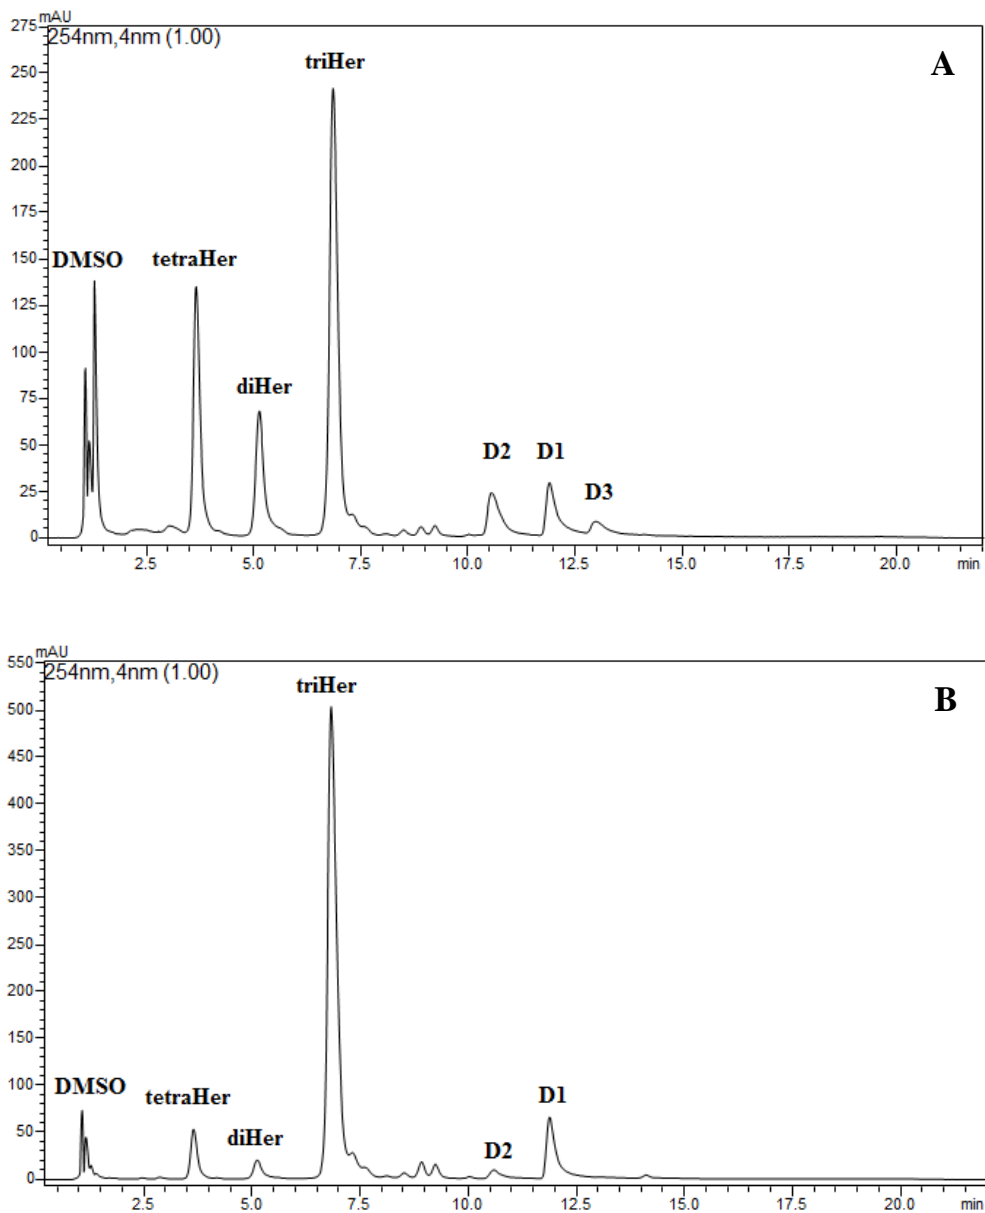 mAU
275
254nm,4nm (1.00)
A
triHer
250
225
200
175
150
DMSO
tetraHer
125
100
diHer
75
50
D2
D1
D3
25
0
2.5 5.0 7.5 10.0 12.5 15.0 17.5 20.0 min
mAU
550
254nm,4nm (1.00)
B
triHer
500
450
400
350
300
250
200
150
100
DMSO
tetraHer
D1
50
diHer
D2
0
2.5 5.0 7.5 10.0 12.5 15.0 17.5 20.0 min